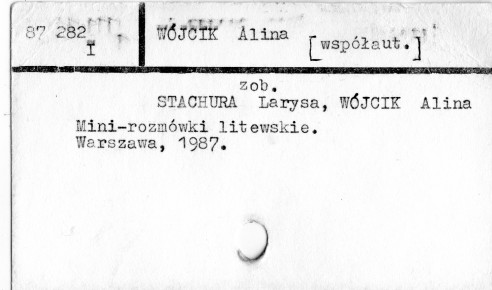 87 282 WÓJCIK Alina
I [współaut.]
zob.
STACHURA Larysa, WÓJCIK Alina
Mini-rozmówki litewskie.
Warszawa, 1987.